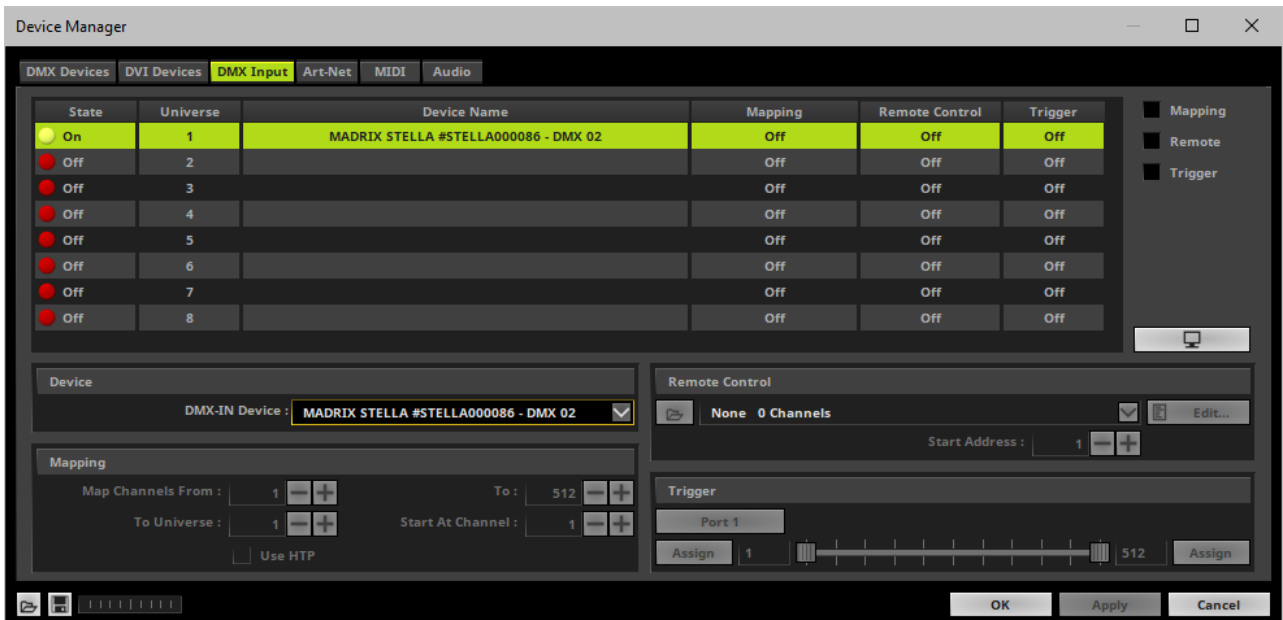 Device Manager
DMX Devices DVI Devices DMX Input Art-Net MIDI Audio
State Universe Device Name Mapping Remote Control Trigger
On 1 MADRIX STELLA #STELLA000086 - DMX 02 Off Off Off
Off 2 Off Off Off
Off 3 Off Off Off
Off 4 Off Off Off
Off 5 Off Off Off
Off 6 Off Off Off
Off 7 Off Off Off
Off 8 Off Off Off
Mapping
Remote
Trigger
Device
DMX-IN Device : MADRIX STELLA #STELLA000086 - DMX 02
Mapping
Map Channels From : 1 To : 512
To Universe : 1 Start At Channel : 1
Use HTP
Remote Control
None 0 Channels Edit...
Start Address : 1
Trigger
Port 1
Assign 1 512 Assign
OK Apply Cancel